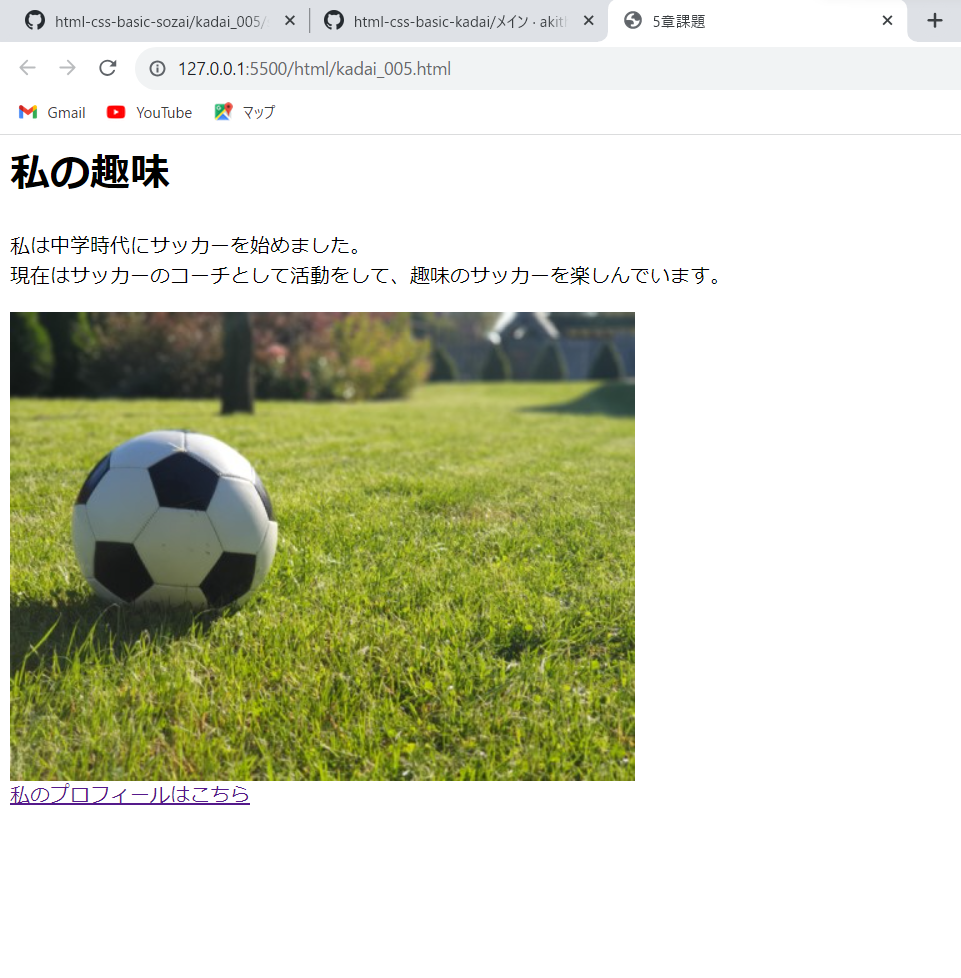 html-css-basic-sozai/kadai_005/
html-css-basic-kadai/メイン · akit
5章課題
127.0.0.1:5500/html/kadai_005.html
Gmail
YouTube
マップ
私の趣味
私は中学時代にサッカーを始めました。
現在はサッカーのコーチとして活動をして、趣味のサッカーを楽しんでいます。
私のプロフィールはこちら